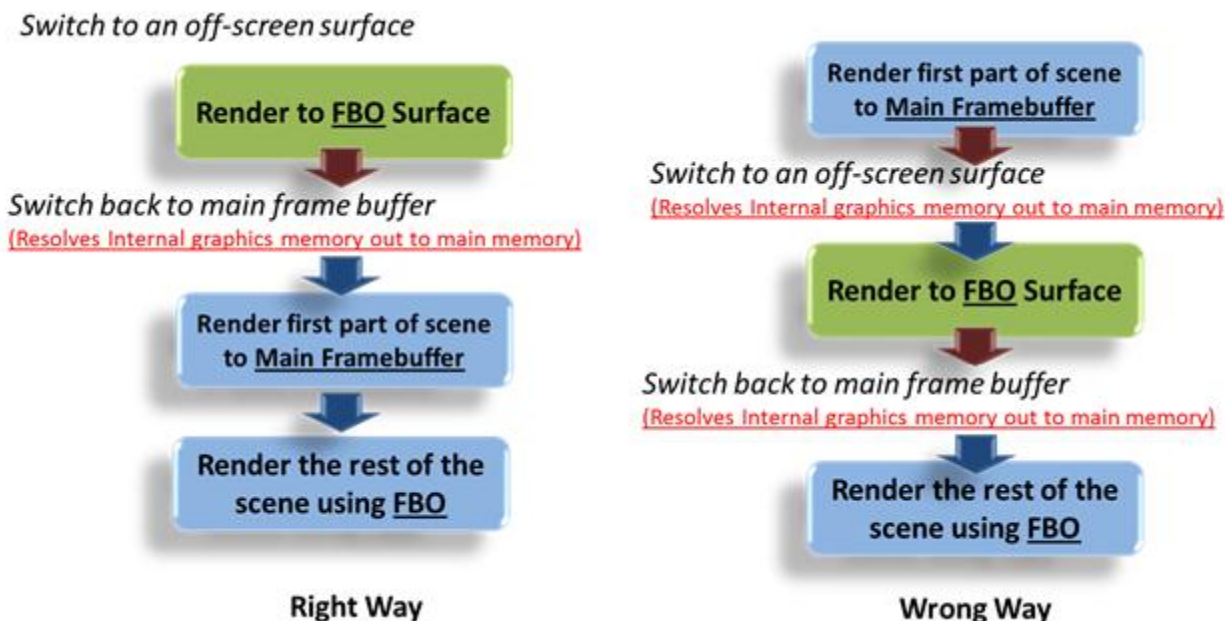 Switch to an off-screen surface
Render to FBO Surface
Switch back to main frame buffer
(Resolves Internal graphics memory out to main memory)
Render first part of scene
to Main Framebuffer
Render the rest of the
scene using FBO
Right Way
Render first part of scene
to Main Framebuffer
Switch to an off-screen surface
(Resolves Internal graphics memory out to main memory)
Render to FBO Surface
Switch back to main frame buffer
(Resolves Internal graphics memory out to main memory)
Render the rest of the
scene using FBO
Wrong Way